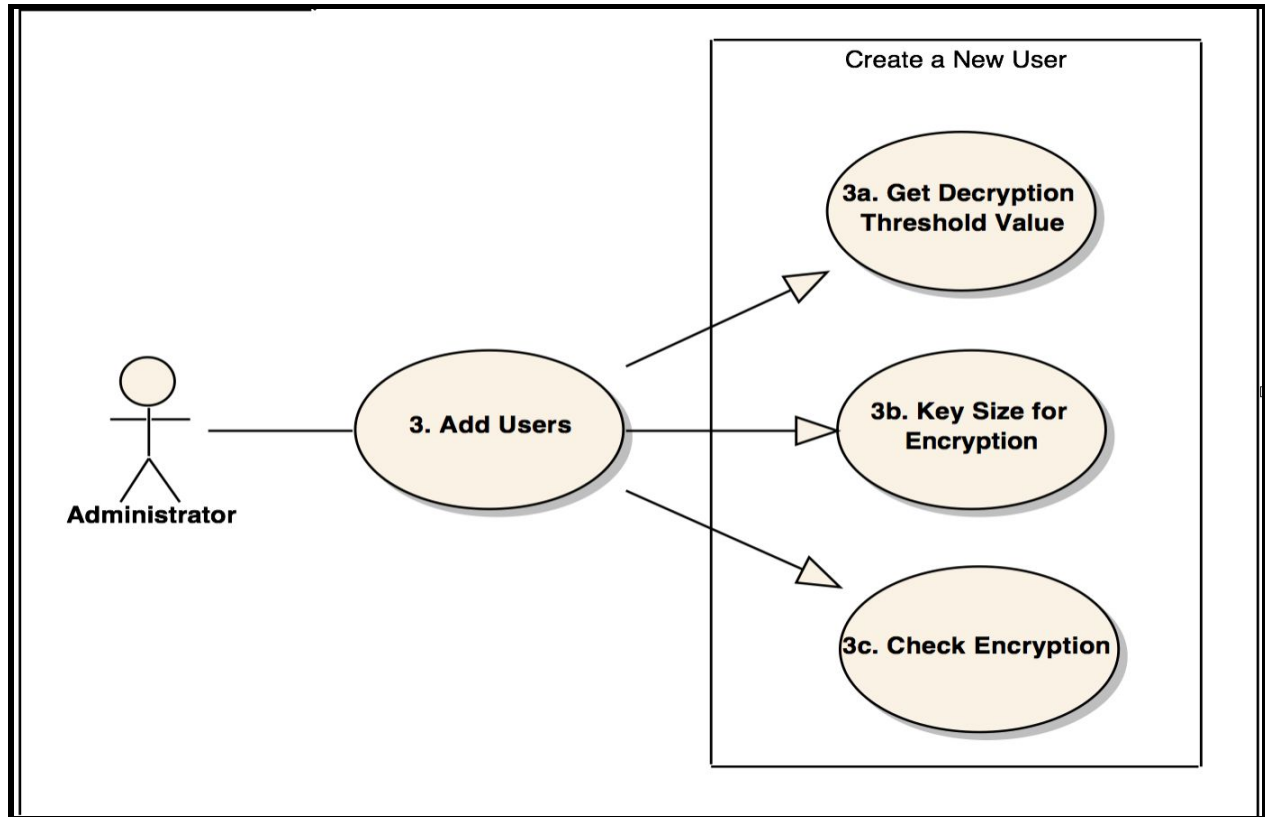 Create a New User
3a. Get Decryption
Threshold Value
3. Add Users
3b. Key Size for
Encryption
Administrator
3c. Check Encryption